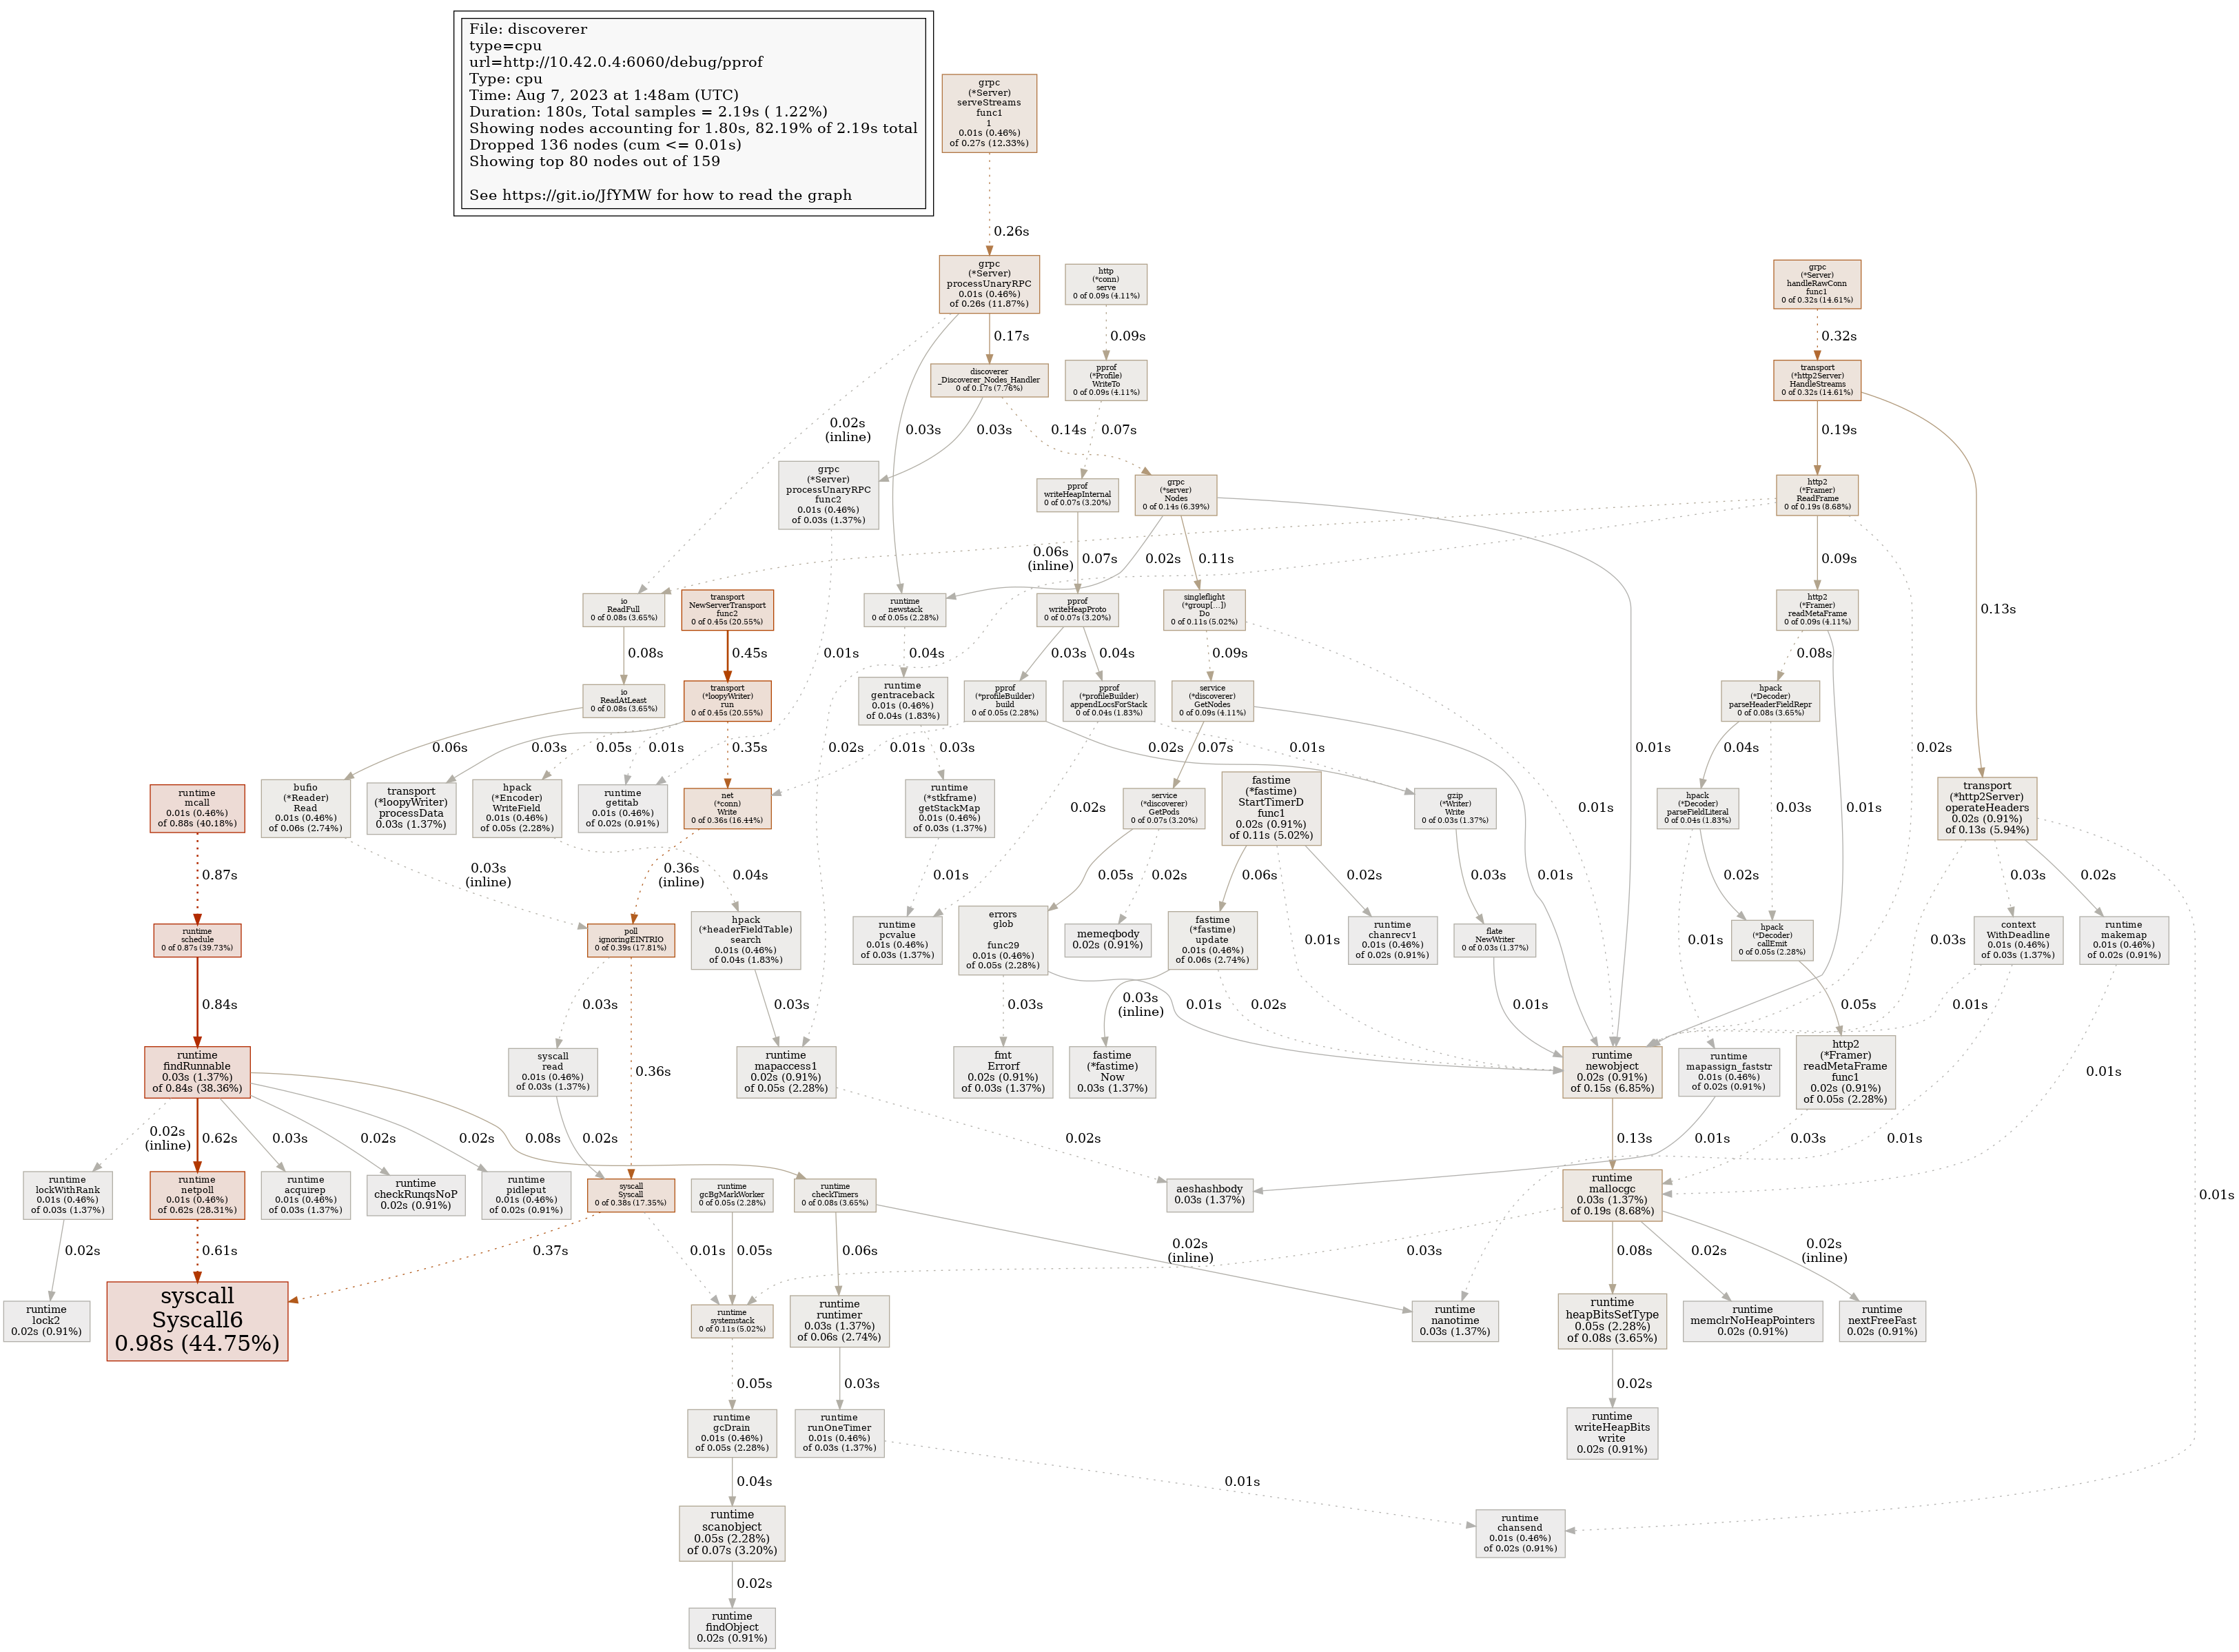 File: discoverer
type=cpu
url=http://10.42.0.4:6060/debug/pprof
Type: cpu
Time: Aug 7, 2023 at 1:48am (UTC)
Duration: 180s, Total samples = 2.19s ( 1.22%)
Showing nodes accounting for 1.80s, 82.19% of 2.19s total
Dropped 136 nodes (cum <= 0.01s)
Showing top 80 nodes out of 159
See https://git.io/JfYMW for how to read the graph
grpc
(*Server)
serveStreams
func1
1
0.01s (0.46%)
of 0.27s (12.33%)
0.26s
grpc
(*Server)
processUnaryRPC
0.01s (0.46%)
of 0.26s (11.87%)
http
(*conn)
serve
0 of 0.09s (4.11%)
grpc
(*Server)
handleRawConn
func1
0 of 0.32s (14.61%)
0.17s
0.09s
0.32s
discoverer
_Discoverer_Nodes_Handler
0 of 0.17s (7.76%)
pprof
(*Profile)
WriteTo
0 of 0.09s (4.11%)
transport
(*http2Server)
HandleStreams
0 of 0.32s (14.61%)
0.02s
(inline)
0.03s
0.03s
0.14s
0.07s
0.19s
grpc
(*Server)
processUnaryRPC
func2
0.01s (0.46%)
of 0.03s (1.37%)
pprof
writeHeapInternal
0 of 0.07s (3.20%)
grpc
(*server)
Nodes
0 of 0.14s (6.39%)
http2
(*Framer)
ReadFrame
0 of 0.19s (8.68%)
0.06s
(inline)
0.07s
0.02s
0.11s
0.09s
io
ReadFull
0 of 0.08s (3.65%)
transport
NewServerTransport
func2
0 of 0.45s (20.55%)
runtime
newstack
0 of 0.05s (2.28%)
pprof
writeHeapProto
0 of 0.07s (3.20%)
singleflight
(*group[...])
Do
0 of 0.11s (5.02%)
http2
(*Framer)
readMetaFrame
0 of 0.09s (4.11%)
0.13s
0.08s
0.45s
0.01s
0.04s
0.03s
0.04s
0.09s
0.08s
io
ReadAtLeast
0 of 0.08s (3.65%)
transport
(*loopyWriter)
run
0 of 0.45s (20.55%)
runtime
gentraceback
0.01s (0.46%)
of 0.04s (1.83%)
pprof
(*profileBuilder)
build
0 of 0.05s (2.28%)
pprof
(*profileBuilder)
appendLocsForStack
0 of 0.04s (1.83%)
service
(*discoverer)
GetNodes
0 of 0.09s (4.11%)
hpack
(*Decoder)
parseHeaderFieldRepr
0 of 0.08s (3.65%)
0.06s
0.03s
0.05s
0.01s
0.35s
0.02s
0.01s
0.03s
0.02s
0.07s
0.01s
0.01s
0.04s
0.02s
runtime
mcall
0.01s (0.46%)
of 0.88s (40.18%)
bufio
(*Reader)
Read
0.01s (0.46%)
of 0.06s (2.74%)
transport
(*loopyWriter)
processData
0.03s (1.37%)
hpack
(*Encoder)
WriteField
0.01s (0.46%)
of 0.05s (2.28%)
runtime
getitab
0.01s (0.46%)
of 0.02s (0.91%)
net
(*conn)
Write
0 of 0.36s (16.44%)
runtime
(*stkframe)
getStackMap
0.01s (0.46%)
of 0.03s (1.37%)
0.02s
service
(*discoverer)
GetPods
0 of 0.07s (3.20%)
fastime
(*fastime)
StartTimerD
func1
0.02s (0.91%)
of 0.11s (5.02%)
gzip
(*Writer)
Write
0 of 0.03s (1.37%)
0.01s
hpack
(*Decoder)
parseFieldLiteral
0 of 0.04s (1.83%)
0.03s
0.01s
transport
(*http2Server)
operateHeaders
0.02s (0.91%)
of 0.13s (5.94%)
0.87s
0.03s
(inline)
0.04s
0.36s
(inline)
0.01s
0.05s
0.02s
0.06s
0.02s
0.03s
0.01s
0.02s
0.03s
0.02s
runtime
schedule
0 of 0.87s (39.73%)
poll
ignoringEINTRIO
0 of 0.39s (17.81%)
hpack
(*headerFieldTable)
search
0.01s (0.46%)
of 0.04s (1.83%)
runtime
pcvalue
0.01s (0.46%)
of 0.03s (1.37%)
errors
glob
func29
0.01s (0.46%)
of 0.05s (2.28%)
memeqbody
0.02s (0.91%)
fastime
(*fastime)
update
0.01s (0.46%)
of 0.06s (2.74%)
0.01s
runtime
chanrecv1
0.01s (0.46%)
of 0.02s (0.91%)
flate
NewWriter
0 of 0.03s (1.37%)
0.01s
hpack
(*Decoder)
callEmit
0 of 0.05s (2.28%)
0.03s
context
WithDeadline
0.01s (0.46%)
of 0.03s (1.37%)
runtime
makemap
0.01s (0.46%)
of 0.02s (0.91%)
0.84s
0.03s
0.03s
0.03s
0.03s
(inline)
0.01s
0.02s
0.01s
0.05s
0.01s
runtime
findRunnable
0.03s (1.37%)
of 0.84s (38.36%)
syscall
read
0.01s (0.46%)
of 0.03s (1.37%)
0.36s
runtime
mapaccess1
0.02s (0.91%)
of 0.05s (2.28%)
fmt
Errorf
0.02s (0.91%)
of 0.03s (1.37%)
fastime
(*fastime)
Now
0.03s (1.37%)
runtime
newobject
0.02s (0.91%)
of 0.15s (6.85%)
runtime
mapassign_faststr
0.01s (0.46%)
of 0.02s (0.91%)
http2
(*Framer)
readMetaFrame
func1
0.02s (0.91%)
of 0.05s (2.28%)
0.01s
0.02s
(inline)
0.62s
0.03s
0.02s
0.02s
0.08s
0.02s
0.02s
0.13s
0.01s
0.03s
0.01s
runtime
lockWithRank
0.01s (0.46%)
of 0.03s (1.37%)
runtime
netpoll
0.01s (0.46%)
of 0.62s (28.31%)
runtime
acquirep
0.01s (0.46%)
of 0.03s (1.37%)
runtime
checkRunqsNoP
0.02s (0.91%)
runtime
pidleput
0.01s (0.46%)
of 0.02s (0.91%)
syscall
Syscall
0 of 0.38s (17.35%)
runtime
gcBgMarkWorker
0 of 0.05s (2.28%)
runtime
checkTimers
0 of 0.08s (3.65%)
aeshashbody
0.03s (1.37%)
runtime
mallocgc
0.03s (1.37%)
of 0.19s (8.68%)
0.01s
0.02s
0.61s
0.37s
0.01s
0.05s
0.06s
0.02s
(inline)
0.03s
0.08s
0.02s
0.02s
(inline)
runtime
lock2
0.02s (0.91%)
syscall
Syscall6
0.98s (44.75%)
runtime
systemstack
0 of 0.11s (5.02%)
runtime
runtimer
0.03s (1.37%)
of 0.06s (2.74%)
runtime
nanotime
0.03s (1.37%)
runtime
heapBitsSetType
0.05s (2.28%)
of 0.08s (3.65%)
runtime
memclrNoHeapPointers
0.02s (0.91%)
runtime
nextFreeFast
0.02s (0.91%)
0.05s
0.03s
0.02s
runtime
gcDrain
0.01s (0.46%)
of 0.05s (2.28%)
runtime
runOneTimer
0.01s (0.46%)
of 0.03s (1.37%)
runtime
writeHeapBits
write
0.02s (0.91%)
0.04s
0.01s
runtime
scanobject
0.05s (2.28%)
of 0.07s (3.20%)
runtime
chansend
0.01s (0.46%)
of 0.02s (0.91%)
0.02s
runtime
findObject
0.02s (0.91%)